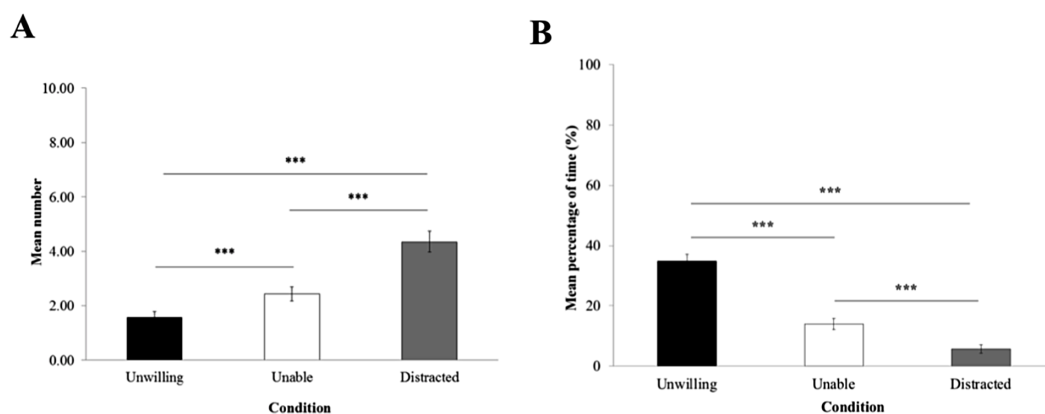 A
Mean number
10.00
8.00
6.00
4.00
2.00
0.00
***
***
***
Unwilling Unable Distracted
Condition
B
Mean percentage of time (%)
100
80
60
40
20
0
***
***
***
Unwilling Unable Distracted
Condition